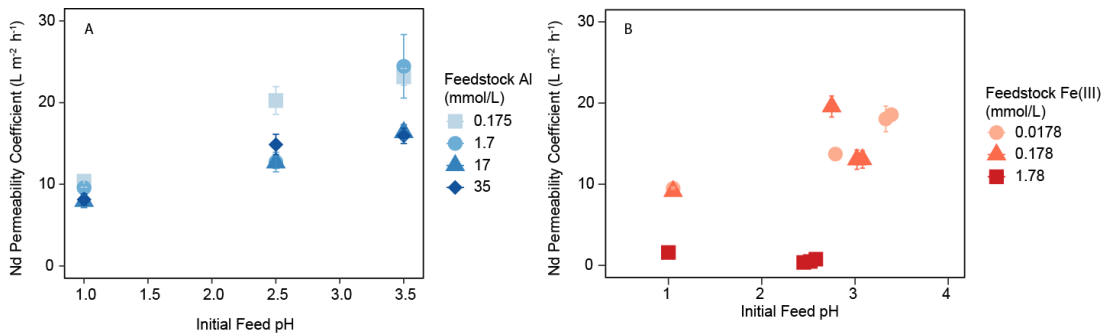 A
Nd Permeability Coefficient (L m⁻² h⁻¹)
30
20
10
0
1.0 1.5 2.0 2.5 3.0 3.5
Initial Feed pH
Feedstock Al
(mmol/L)
0.175
1.7
17
35
B
Nd Permeability Coefficient (L m⁻² h⁻¹)
30
20
10
0
1 2 3 4
Initial Feed pH
Feedstock Fe(III)
(mmol/L)
0.0178
0.178
1.78